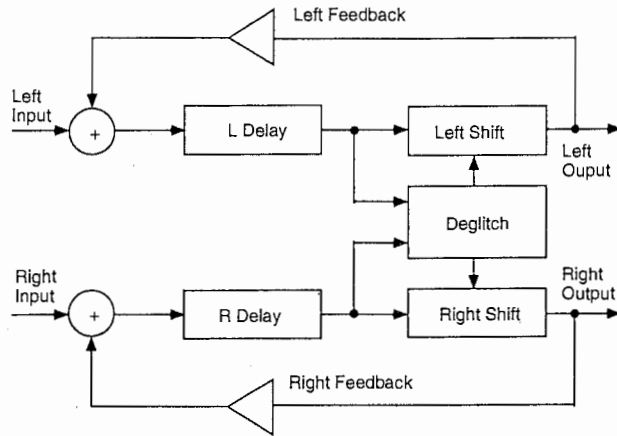 Left Feedback
Left
Input
+
L Delay
Left Shift
Left
Ouput
Deglitch
Right
Input
+
R Delay
Right Shift
Right
Output
Right Feedback